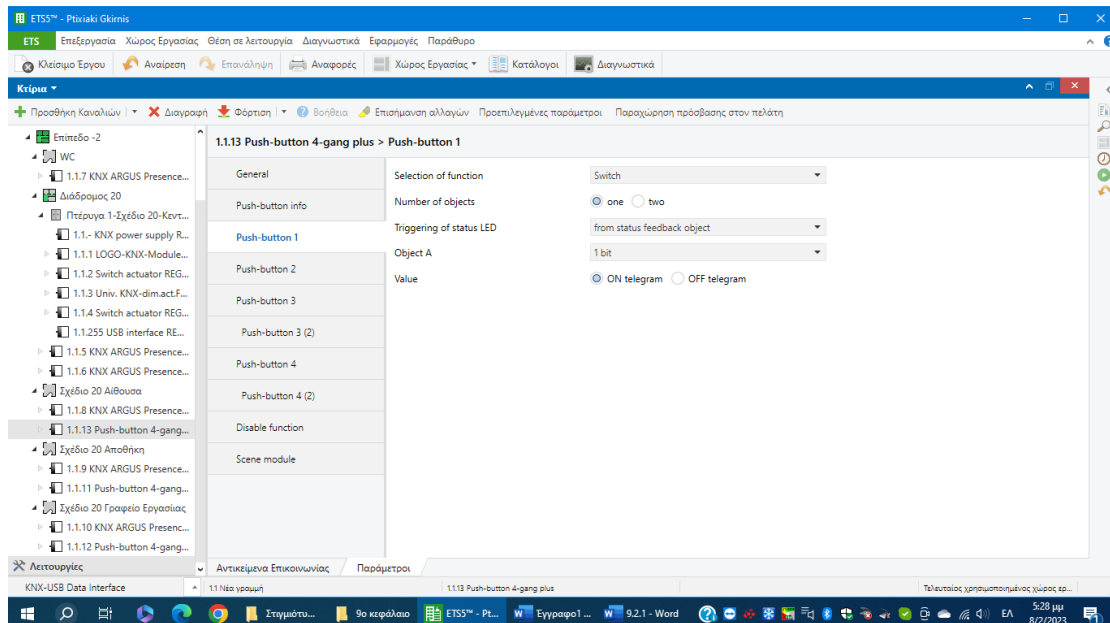 ETS5™ - Ptixiaki Gkirnis
ETS Επεξεργασία Χώρος Εργασίας Θέση σε λειτουργία Διαγνωστικά Εφαρμογές Παράθυρο
Κλείσιμο Έργου Αναίρεση Επανάληψη Αναφορές Χώρος Εργασίας Κατάλογοι Διαγνωστικά
Κτίρια
Προσθήκη Καναλιών Διαγραφή Φόρτιση Βοήθεια Επισήμανση αλλαγών Προεπιλεγμένες παράμετροι Παραχώρηση πρόσβασης στον πελάτη
Επίπεδο -2
WC
1.1.7 KNX ARGUS Presence...
Διάδρομος 20
Πτέρυγα 1-Σχέδιο 20-Κεντ...
1.1.- KNX power supply R...
1.1.1 LOGO-KNX-Module...
1.1.2 Switch actuator REG...
1.1.3 Univ. KNX-dim.act.F...
1.1.4 Switch actuator REG...
1.1.255 USB interface RE...
1.1.5 KNX ARGUS Presence...
1.1.6 KNX ARGUS Presence...
Σχέδιο 20 Αίθουσα
1.1.8 KNX ARGUS Presence...
1.1.13 Push-button 4-gang...
Σχέδιο 20 Αποθήκη
1.1.9 KNX ARGUS Presence...
1.1.11 Push-button 4-gang...
Σχέδιο 20 Γραφείο Εργασίας
1.1.10 KNX ARGUS Presenc...
1.1.12 Push-button 4-gang...
Λειτουργίες
1.1.13 Push-button 4-gang plus > Push-button 1
General
Push-button info
Push-button 1
Push-button 2
Push-button 3
Push-button 3 (2)
Push-button 4
Push-button 4 (2)
Disable function
Scene module
Selection of function Switch
Number of objects one two
Triggering of status LED from status feedback object
Object A 1 bit
Value ON telegram OFF telegram
Αντικείμενα Επικοινωνίας Παράμετροι
KNX-USB Data Interface 1.1 Νέα γραμμή 1.1.13 Push-button 4-gang plus Τελευταίος χρησιμοποιημένος χώρος ερ...
Στιγμιότυ... 9ο κεφάλαιο ETS5™ - Pt... Έγγραφο1 ... 9.2.1 - Word ΕΛ 5:28 μμ
8/2/2023